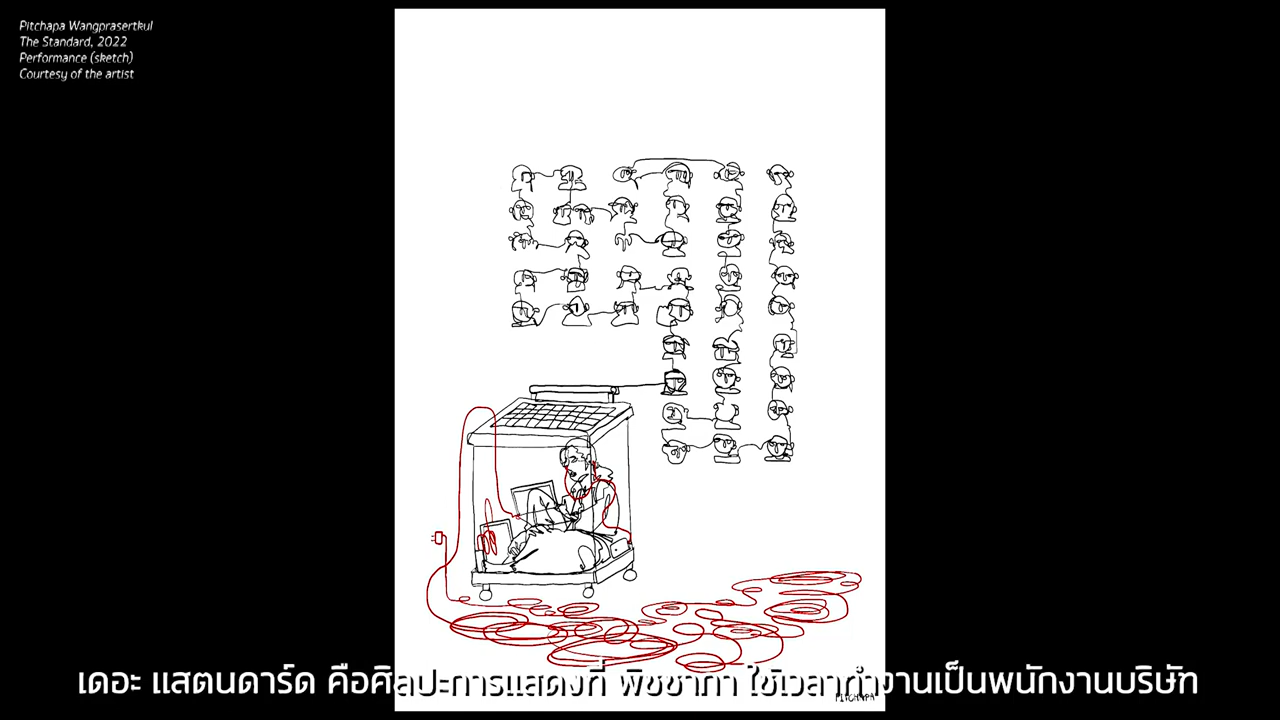 Pitchapa Wangprasertkul
The Standard, 2022
Performance (sketch)
Courtesy of the artist
เดอะ แสตนดาร์ด คือศิลปะการแสดงที่ พิชชาภา ใช้เวลาทำงานเป็นพนักงานบริษัท
PITCHAPA